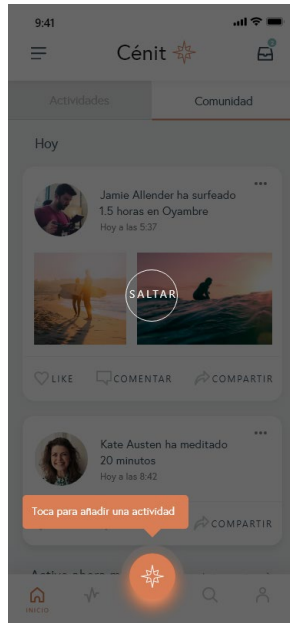 9:41
Cénit
3
Actividades
Comunidad
Hoy
Jamie Allender ha surfeado
1.5 horas en Oyambre
Hoy a las 5:37
SALTAR
LIKE
COMENTAR
COMPARTIR
Kate Austen ha meditado
20 minutos
Hoy a las 8:42
Toca para añadir una actividad
COMPARTIR
INICIO